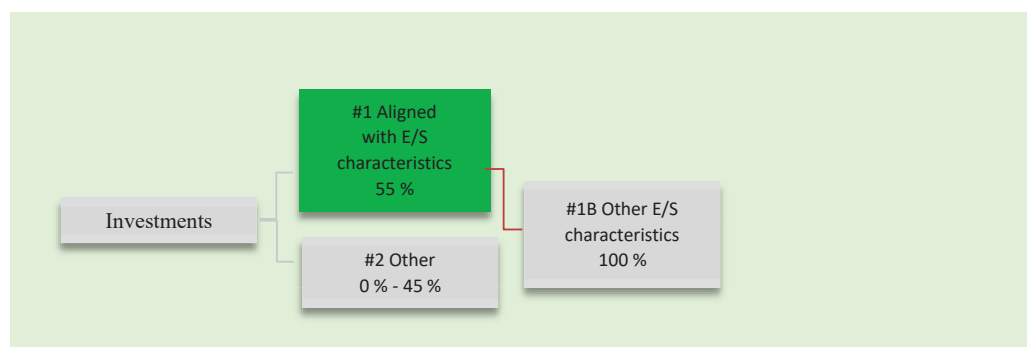 Investments
#1 Aligned
with E/S
characteristics
55 %
#2 Other
0 % - 45 %
#1B Other E/S
characteristics
100 %